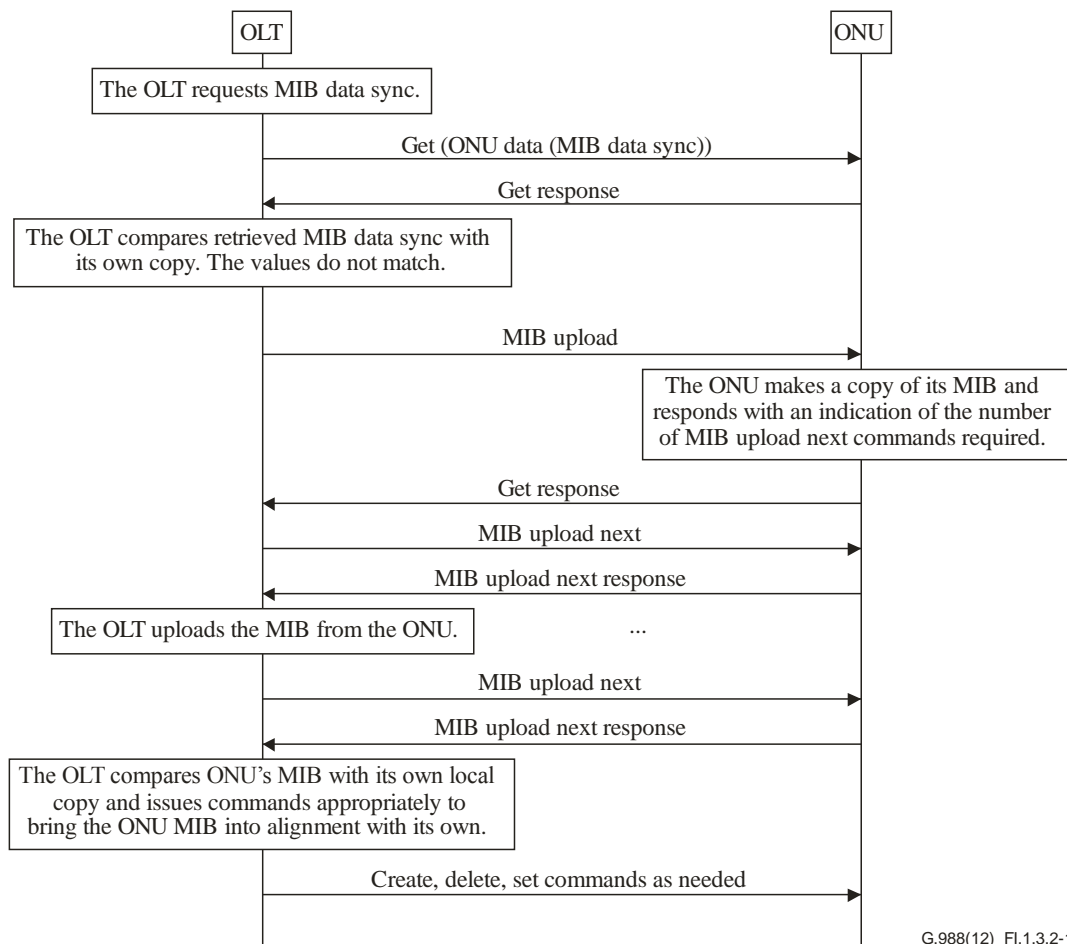 OLT
ONU
The OLT requests MIB data sync.
Get (ONU data (MIB data sync))
Get response
The OLT compares retrieved MIB data sync with
its own copy. The values do not match.
MIB upload
The ONU makes a copy of its MIB and
responds with an indication of the number
of MIB upload next commands required.
Get response
MIB upload next
MIB upload next response
The OLT uploads the MIB from the ONU.
...
MIB upload next
MIB upload next response
The OLT compares ONU's MIB with its own local
copy and issues commands appropriately to
bring the ONU MIB into alignment with its own.
Create, delete, set commands as needed